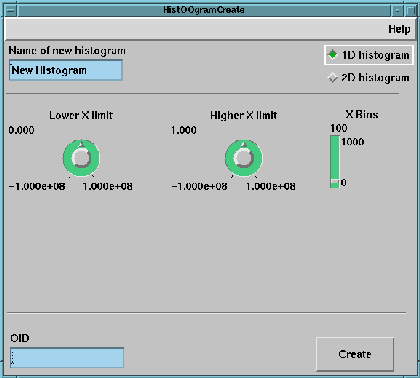 HistOOgramCreate
Help
Name of new histogram
New Histogram
1D histogram
2D histogram
Lower X limit
Higher X limit
X Bins
0.000
1.000
100
1000
0
-1.000e+08 1.000e+08
-1.000e+08 1.000e+08
OID
Create